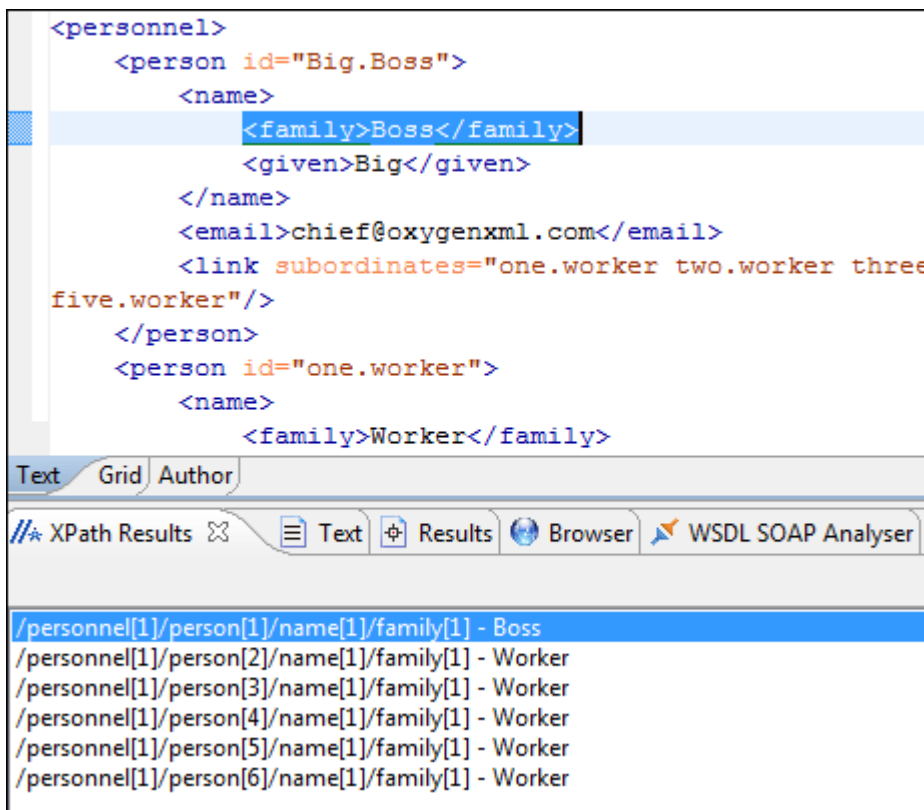 <personnel>
<person id="Big.Boss">
<name>
<family>Boss</family>
<given>Big</given>
</name>
<email>chief@oxygenxml.com</email>
<link subordinates="one.worker two.worker three
five.worker"/>
</person>
<person id="one.worker">
<name>
<family>Worker</family>
Text Grid Author
XPath Results Text Results Browser WSDL SOAP Analyser
/personnel[1]/person[1]/name[1]/family[1] - Boss
/personnel[1]/person[2]/name[1]/family[1] - Worker
/personnel[1]/person[3]/name[1]/family[1] - Worker
/personnel[1]/person[4]/name[1]/family[1] - Worker
/personnel[1]/person[5]/name[1]/family[1] - Worker
/personnel[1]/person[6]/name[1]/family[1] - Worker